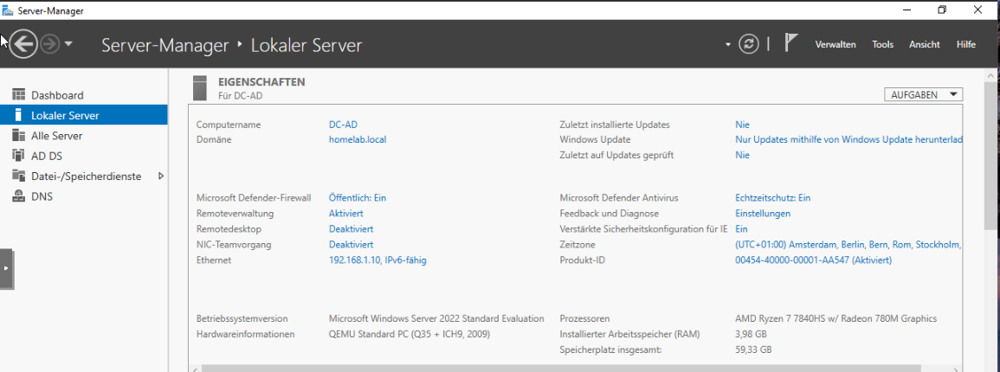 Server-Manager
Server-Manager ‣ Lokaler Server
Verwalten Tools Ansicht Hilfe
Dashboard
Lokaler Server
Alle Server
AD DS
Datei-/Speicherdienste
DNS
EIGENSCHAFTEN
Für DC-AD
AUFGABEN
Computername DC-AD
Domäne homelab.local
Zuletzt installierte Updates Nie
Windows Update Nur Updates mithilfe von Windows Update herunterlad
Zuletzt auf Updates geprüft Nie
Microsoft Defender-Firewall Öffentlich: Ein
Remoteverwaltung Aktiviert
Remotedesktop Deaktiviert
NIC-Teamvorgang Deaktiviert
Ethernet 192.168.1.10, IPv6-fähig
Microsoft Defender Antivirus Echtzeitschutz: Ein
Feedback und Diagnose Einstellungen
Verstärkte Sicherheitskonfiguration für IE Ein
Zeitzone (UTC+01:00) Amsterdam, Berlin, Bern, Rom, Stockholm,
Produkt-ID 00454-40000-00001-AA547 (Aktiviert)
Betriebssystemversion Microsoft Windows Server 2022 Standard Evaluation
Hardwareinformationen QEMU Standard PC (Q35 + ICH9, 2009)
Prozessoren AMD Ryzen 7 7840HS w/ Radeon 780M Graphics
Installierter Arbeitsspeicher (RAM) 3,98 GB
Speicherplatz insgesamt: 59,33 GB